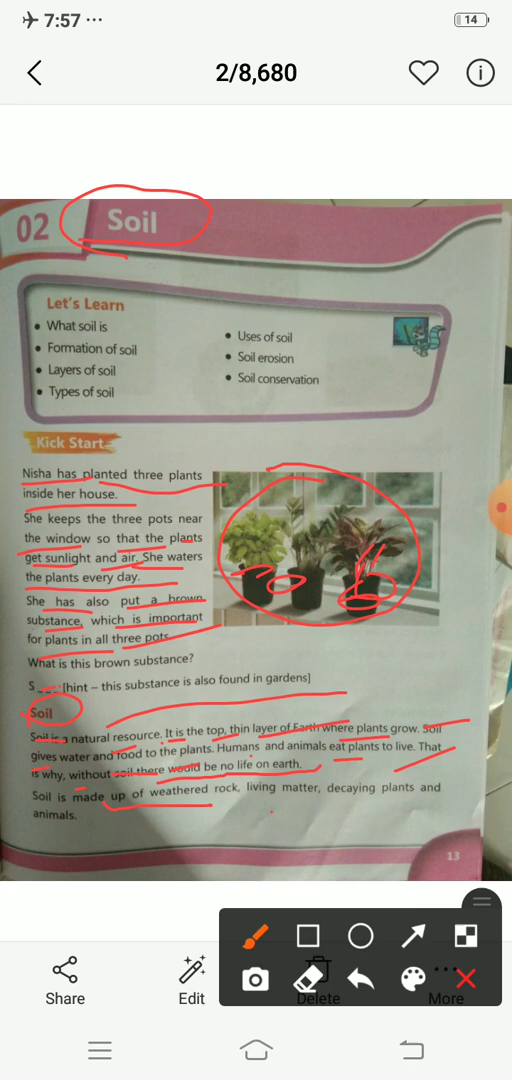 7:57 ...
14
2/8,680
02 Soil
Let's Learn
• What soil is
• Formation of soil
• Layers of soil
• Types of soil
• Uses of soil
• Soil erosion
• Soil conservation
Kick Start
Nisha has planted three plants
inside her house.
She keeps the three pots near
the window so that the plants
get sunlight and air. She waters
the plants every day.
She has also put a brown
substance, which is important
for plants in all three pots.
What is this brown substance?
S _ _ _ [hint – this substance is also found in gardens]
Soil
Soil is a natural resource. It is the top, thin layer of Earth where plants grow. Soil
gives water and food to the plants. Humans and animals eat plants to live. That
is why, without soil there would be no life on earth.
Soil is made up of weathered rock, living matter, decaying plants and
animals.
13
Share
Edit
Delete
More